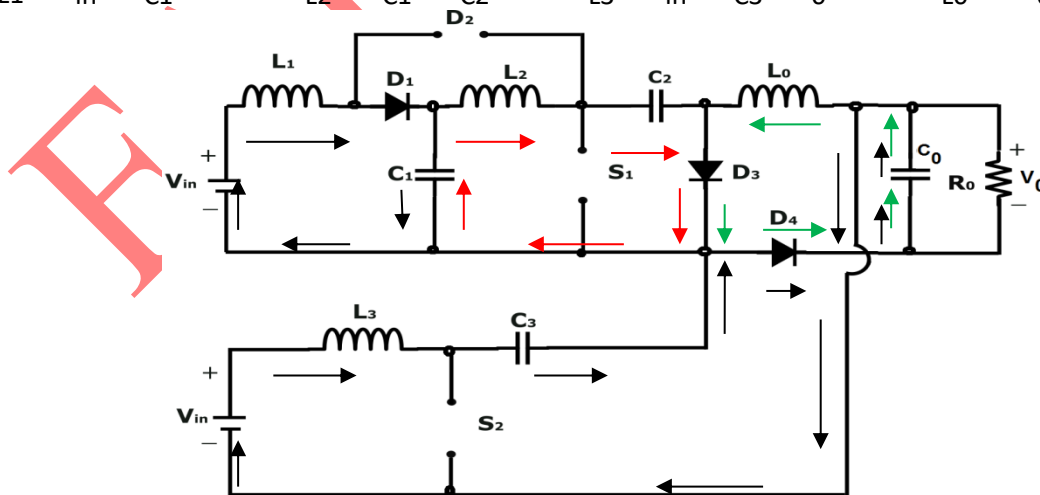 D₂
L₁
D₁
L₂
C₂
L₀
+
Vᵢₙ
−
C₁
S₁
D₃
C₀
R₀
+
V₀
−
D₄
L₃
C₃
+
Vᵢₙ
−
S₂